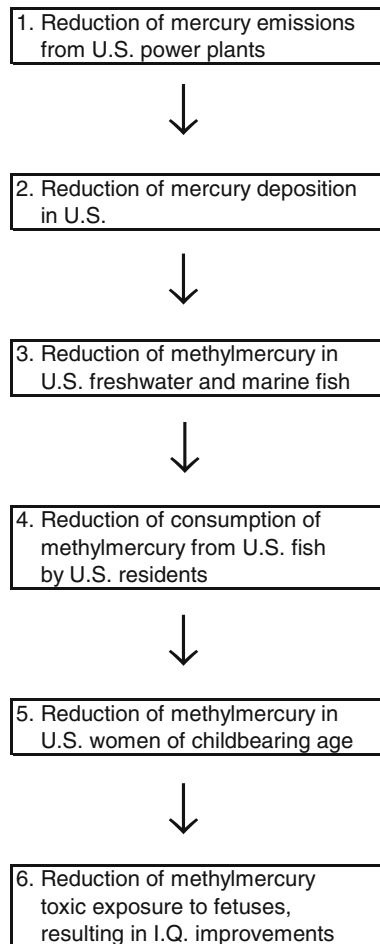 1. Reduction of mercury emissions
from U.S. power plants
2. Reduction of mercury deposition
in U.S.
3. Reduction of methylmercury in
U.S. freshwater and marine fish
4. Reduction of consumption of
methylmercury from U.S. fish
by U.S. residents
5. Reduction of methylmercury in
U.S. women of childbearing age
6. Reduction of methylmercury
toxic exposure to fetuses,
resulting in I.Q. improvements